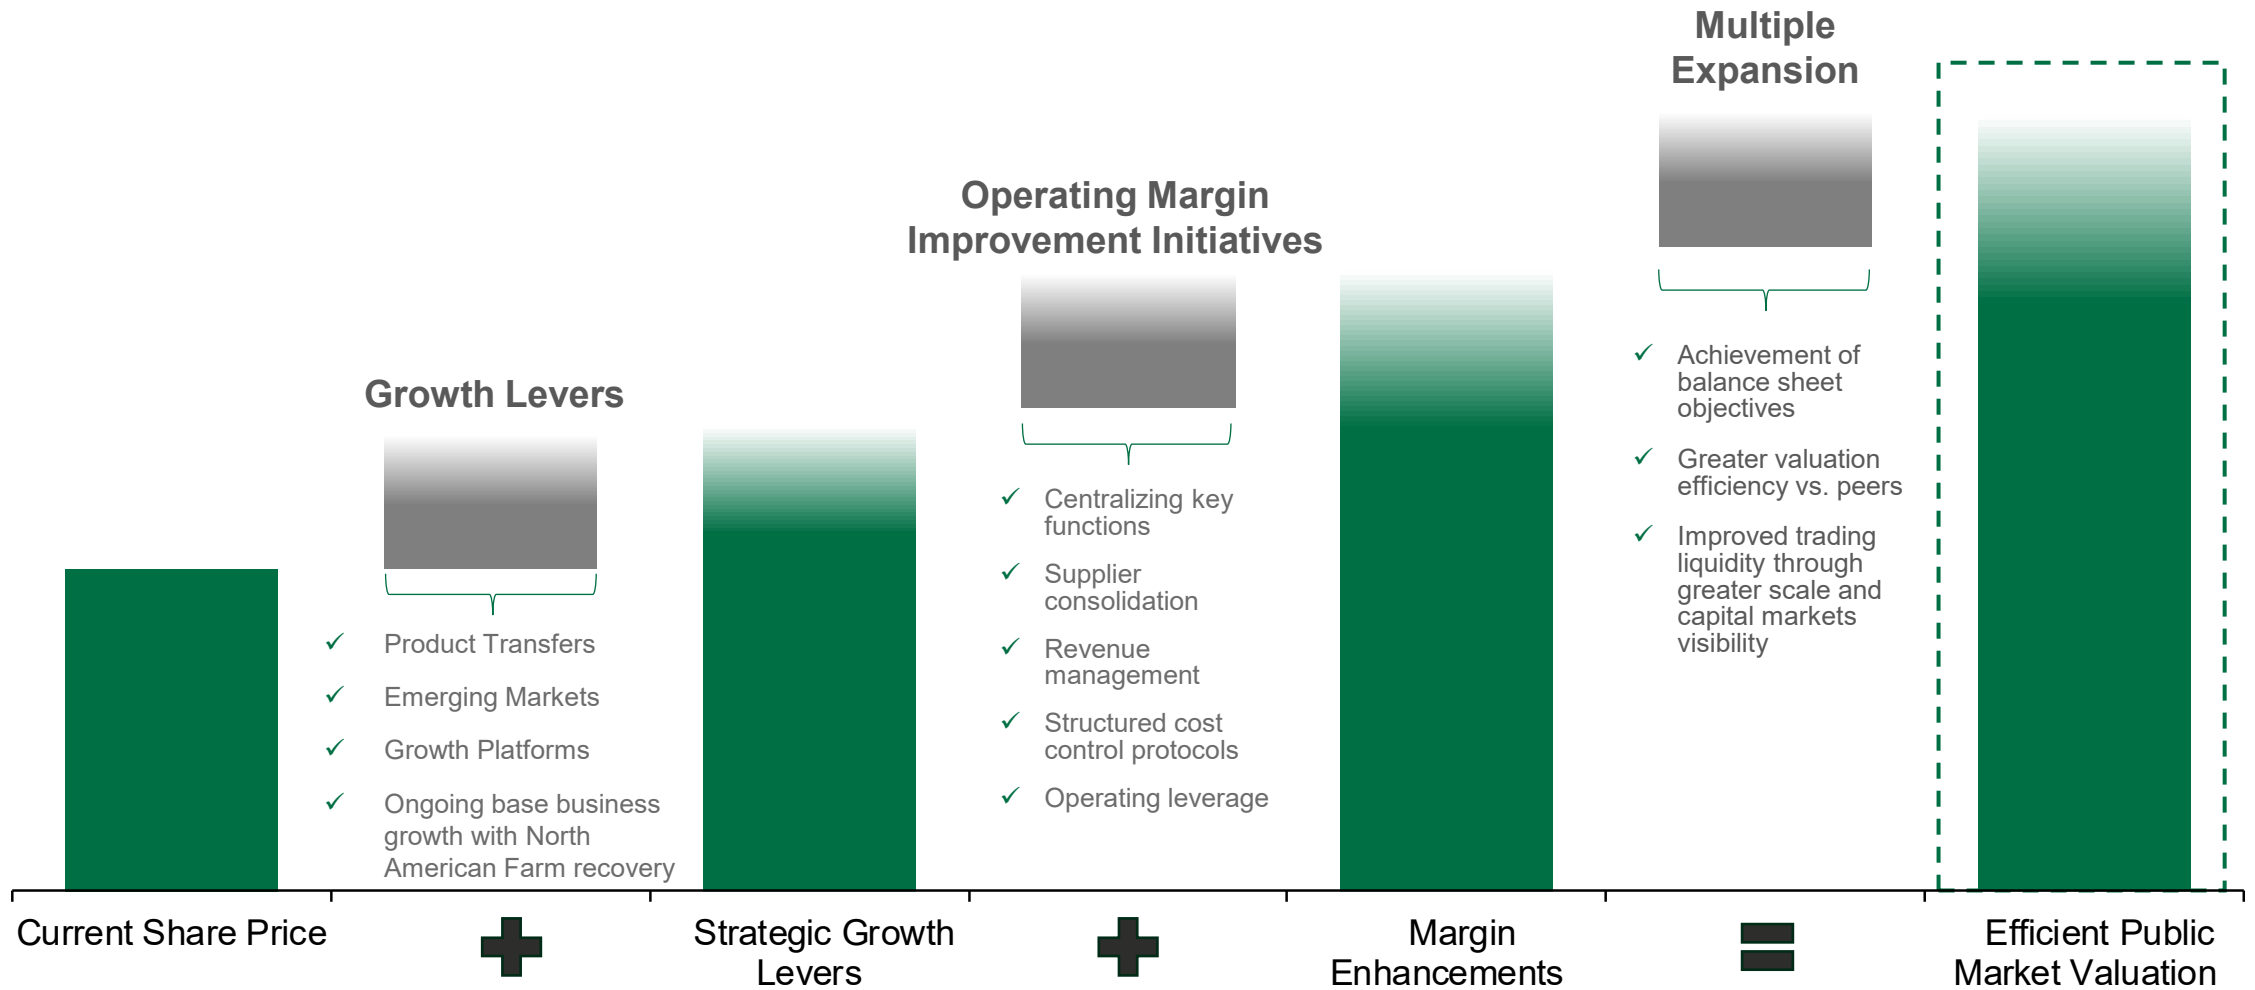 Multiple
Expansion
Operating Margin
Improvement Initiatives
Growth Levers
Product Transfers
Emerging Markets
Growth Platforms
Ongoing base business
growth with North
American Farm recovery
Centralizing key
functions
Supplier
consolidation
Revenue
management
Structured cost
control protocols
Operating leverage
Achievement of
balance sheet
objectives
Greater valuation
efficiency vs. peers
Improved trading
liquidity through
greater scale and
capital markets
visibility
Current Share Price
Strategic Growth
Levers
Margin
Enhancements
Efficient Public
Market Valuation